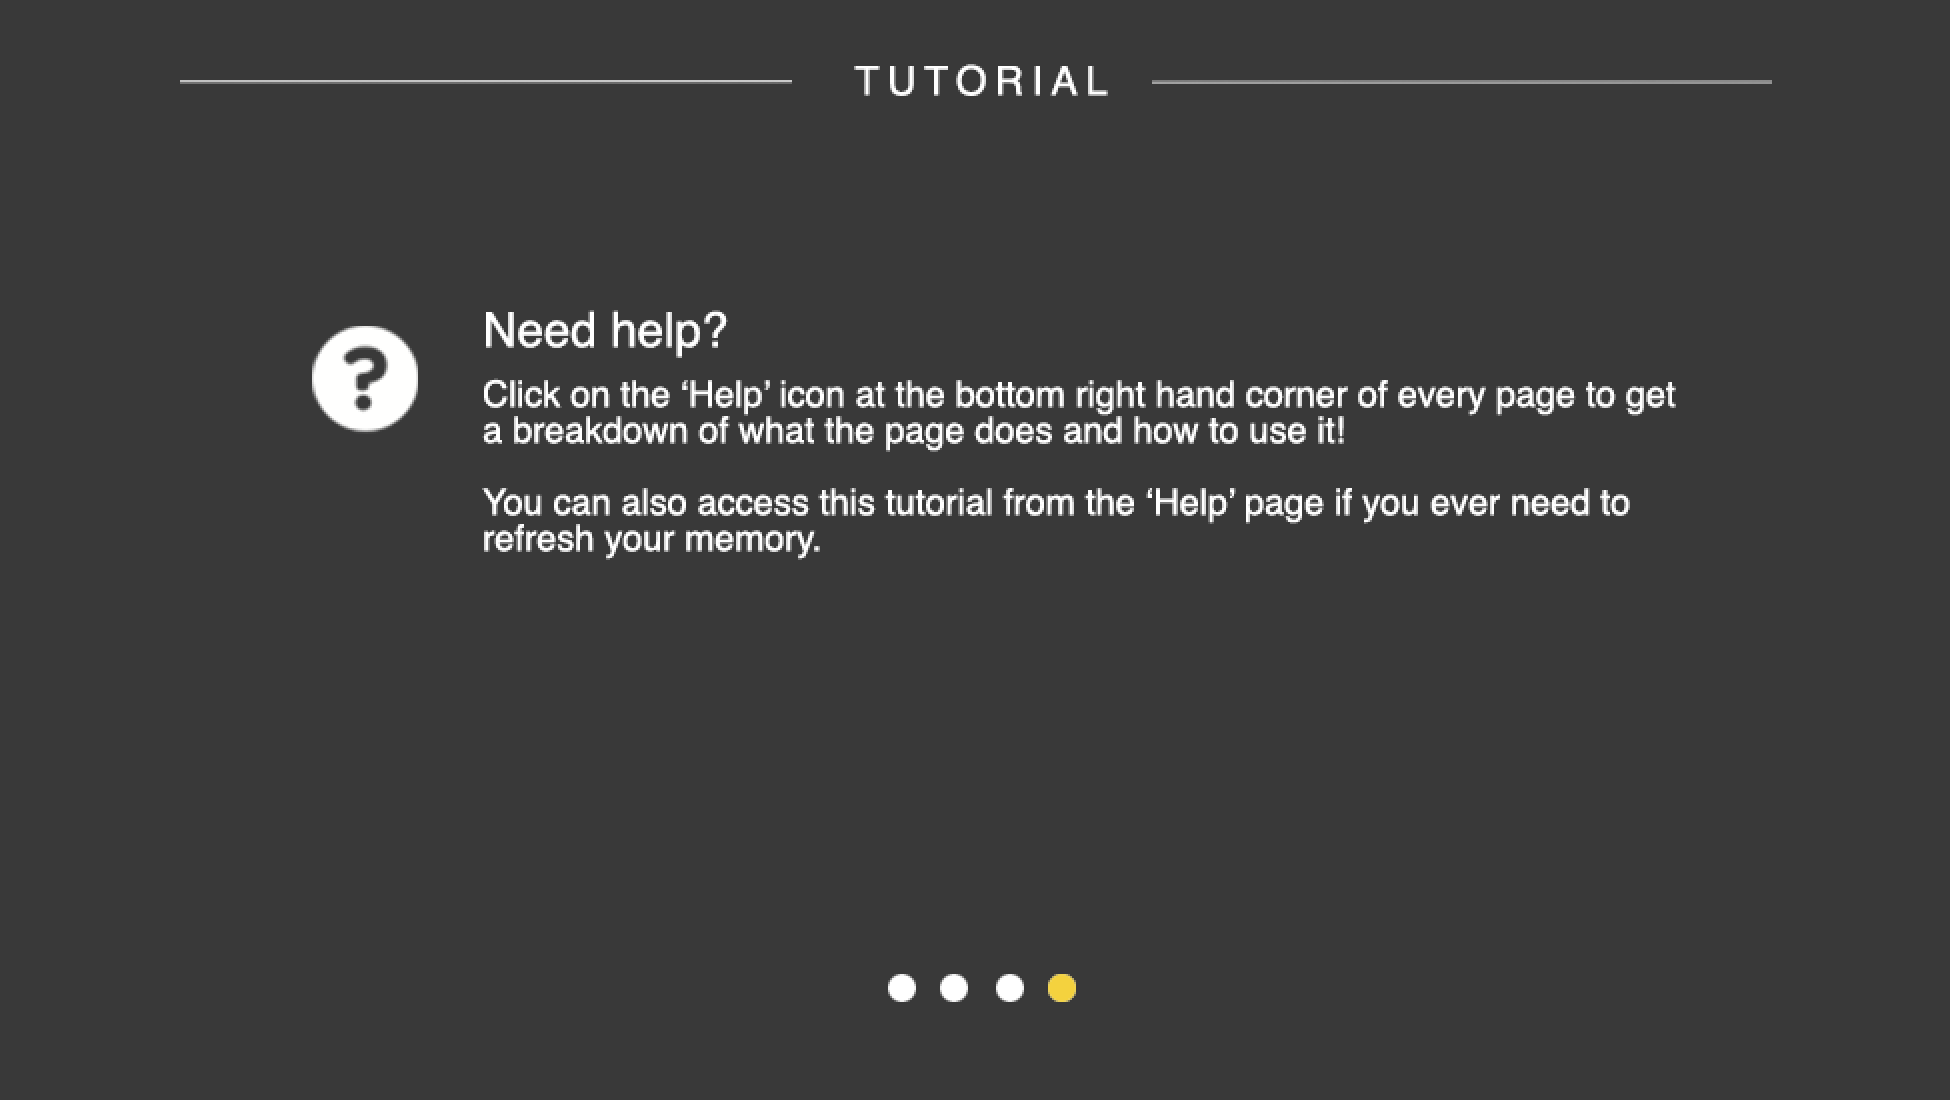 TUTORIAL
Need help?
Click on the ‘Help’ icon at the bottom right hand corner of every page to get
a breakdown of what the page does and how to use it!
You can also access this tutorial from the ‘Help’ page if you ever need to
refresh your memory.